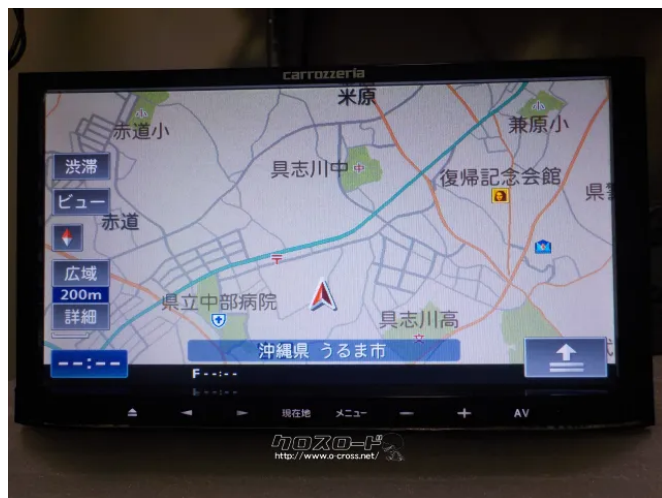 carrozzeria
米原
小
赤道小
小
兼原小
渋滞
具志川中
中
復帰記念会館
ビュー
赤道
広域
200m
県立中部病院
詳細
具志川高
沖縄県 うるま市
--:--
F --:--
現在地
メニュー
AV
クロスロード
http://www.o-cross.net/